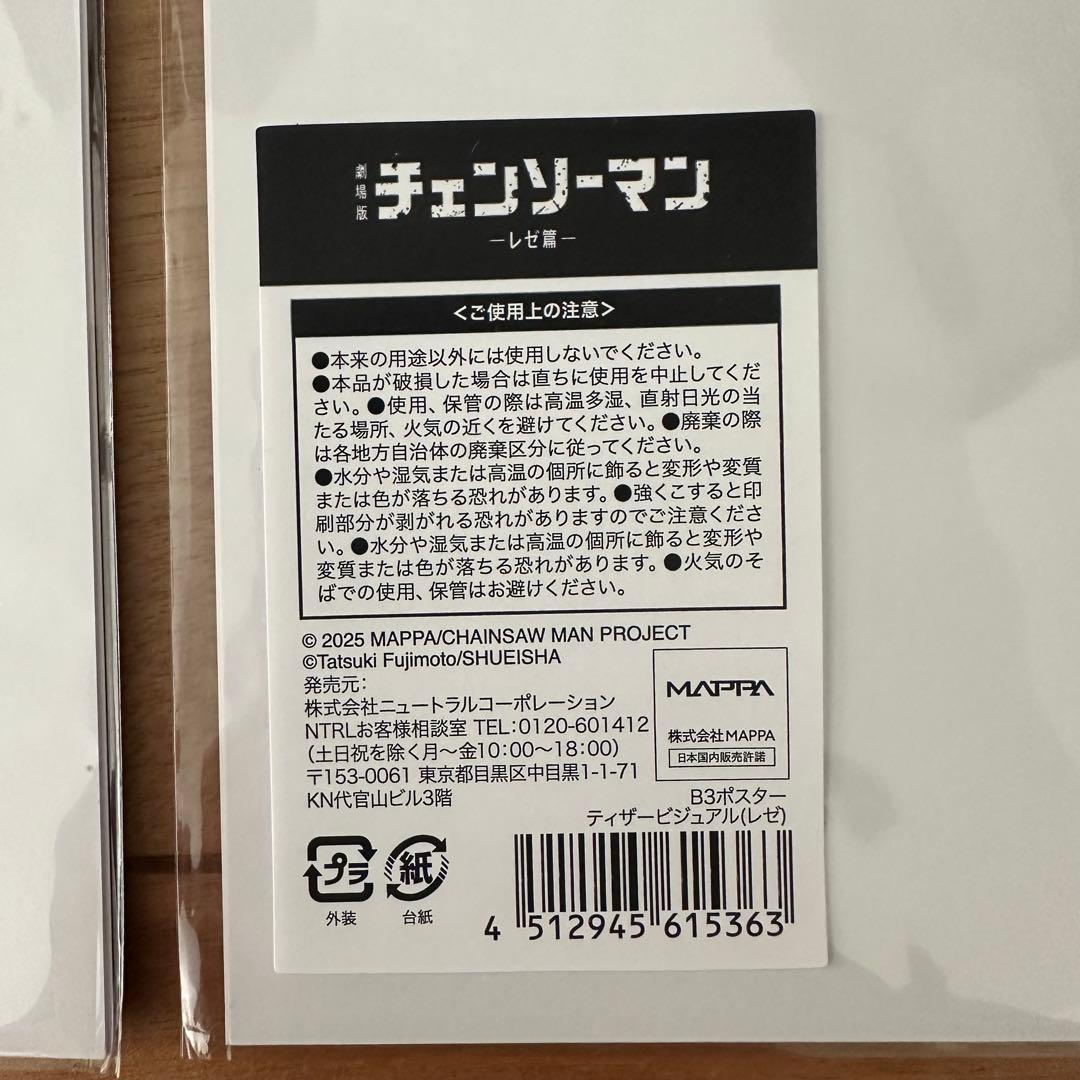 劇場版
チェンソーマン
―レゼ篇―
＜ご使用上の注意＞
●本来の用途以外には使用しないでください。
●本品が破損した場合は直ちに使用を中止してくだ
さい。●使用、保管の際は高温多湿、直射日光の当
たる場所、火気の近くを避けてください。●廃棄の際
は各地方自治体の廃棄区分に従ってください。
●水分や湿気または高温の個所に飾ると変形や変質
または色が落ちる恐れがあります。●強くこすると印
刷部分が剥がれる恐れがありますのでご注意くださ
い。●水分や湿気または高温の個所に飾ると変形や
変質または色が落ちる恐れがあります。●火気のそ
ばでの使用、保管はお避けください。
© 2025 MAPPA/CHAINSAW MAN PROJECT
©Tatsuki Fujimoto/SHUEISHA
発売元:
株式会社ニュートラルコーポレーション
NTRLお客様相談室 TEL:0120-601412
（土日祝を除く月～金10:00～18:00）
〒153-0061 東京都目黒区中目黒1-1-71
KN代官山ビル3階
MAPPA
株式会社MAPPA
日本国内販売許諾
B3ポスター
ティザービジュアル(レゼ)
プラ
外装
紙
台紙
4 512945 615363